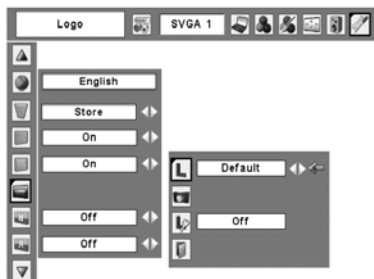 Logo
SVGA 1
English
Store
On
On
Default
Off
Off
Off